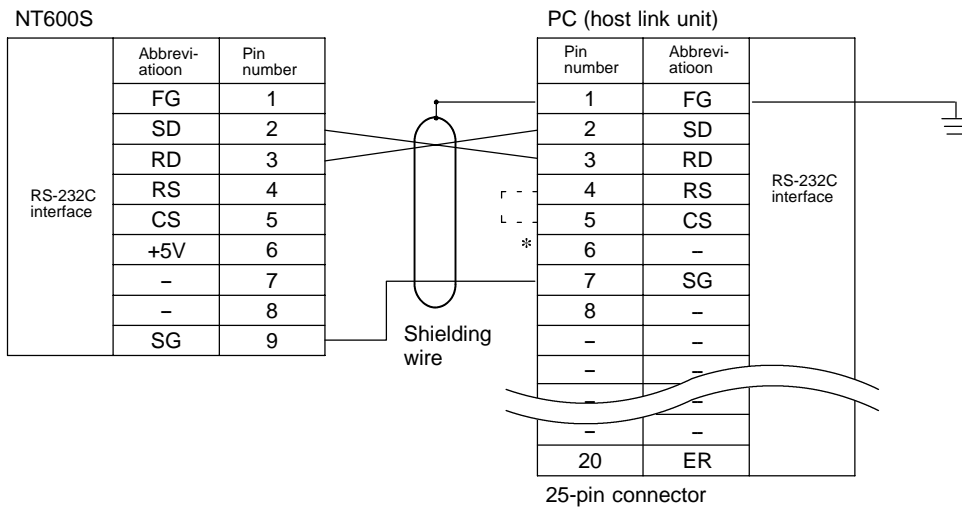 NT600S
PC (host link unit)
Abbrevi-
atioon
Pin
number
Pin
number
Abbrevi-
atioon
FG 1 1 FG
SD 2 2 SD
RD 3 3 RD
RS 4 4 RS
CS 5 5 CS
+5V 6 * 6 –
– 7 7 SG
– 8 8 –
SG 9 – –
RS-232C
interface
RS-232C
interface
Shielding
wire
– –
– –
– –
20 ER
25-pin connector